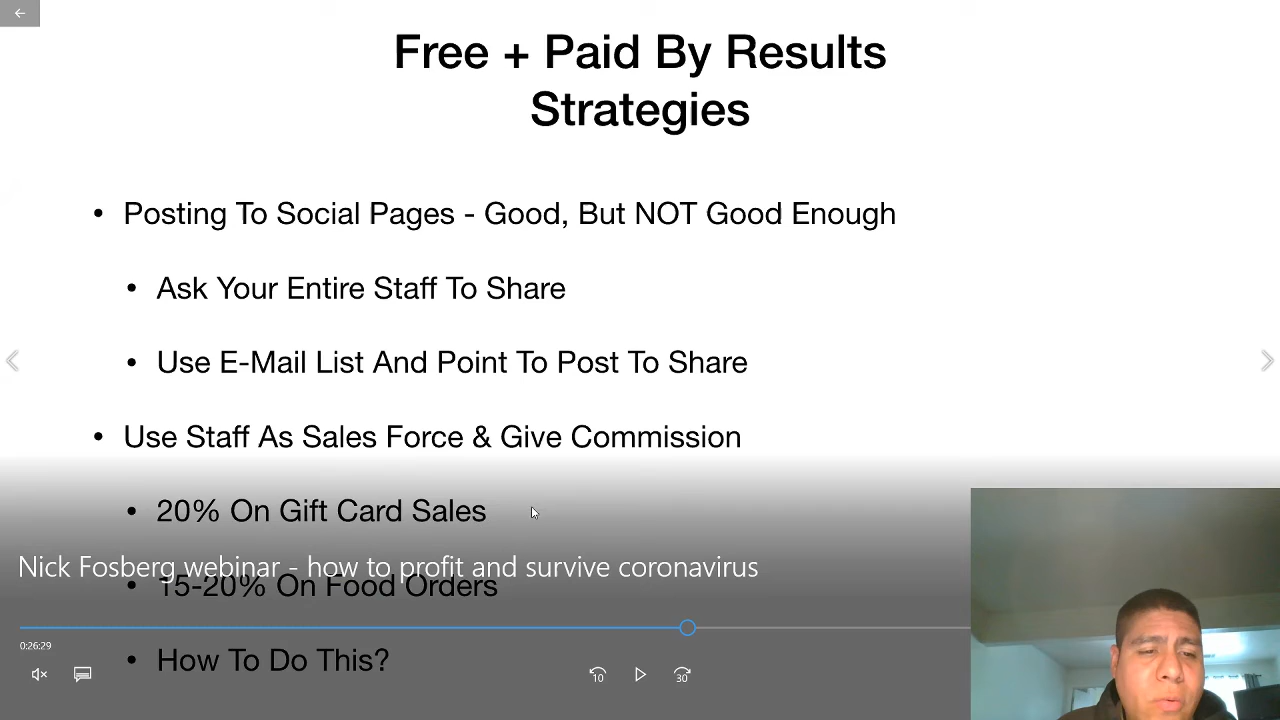 Free + Paid By Results
Strategies
• Posting To Social Pages - Good, But NOT Good Enough
• Ask Your Entire Staff To Share
• Use E-Mail List And Point To Post To Share
• Use Staff As Sales Force & Give Commission
• 20% On Gift Card Sales
Nick Fosberg webinar - how to profit and survive coronavirus
• 15-20% On Food Orders
0:26:29
• How To Do This?
10
30